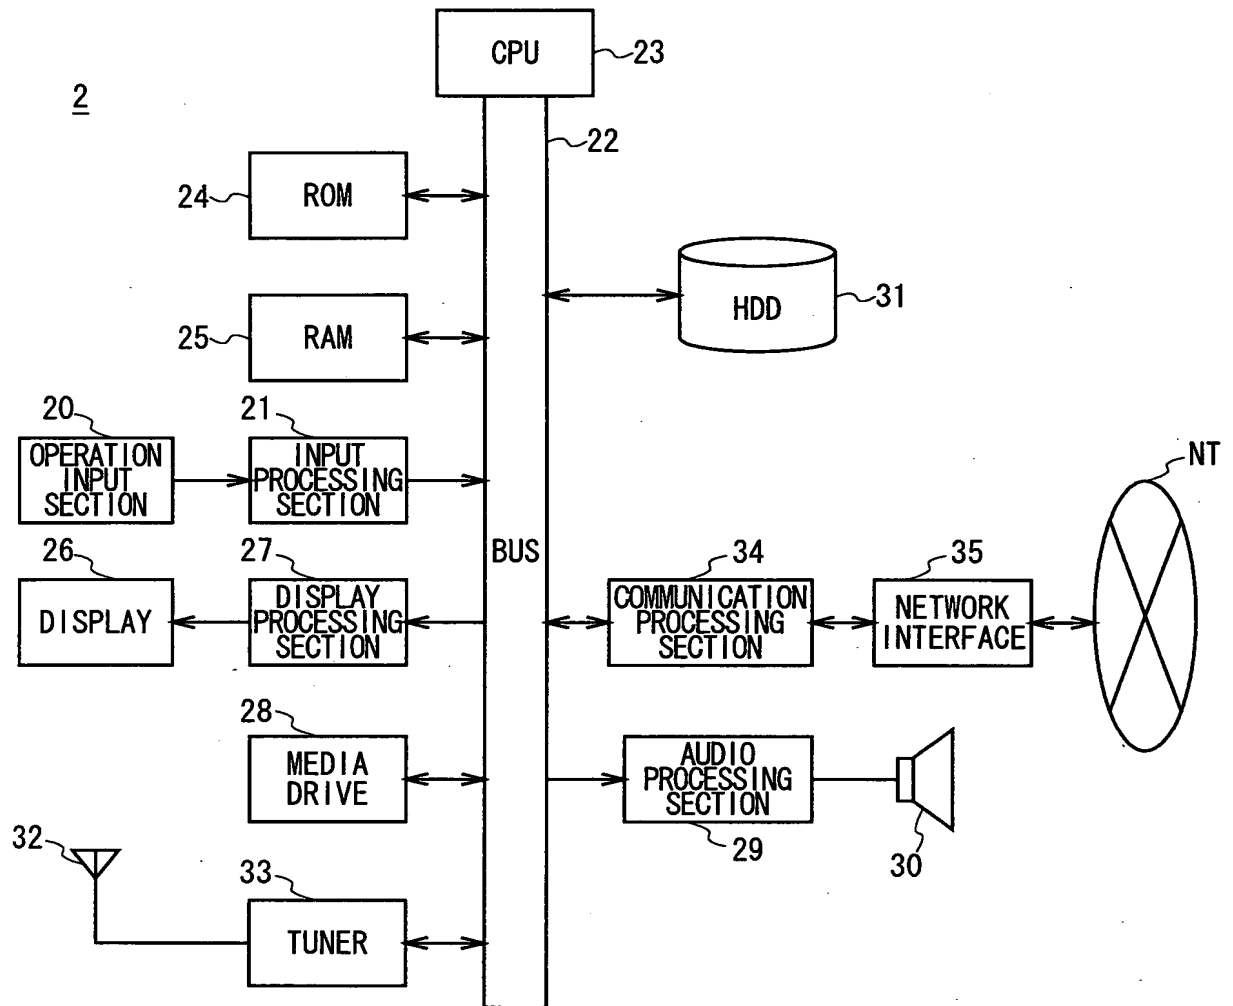 CPU
23
2
22
24
ROM
31
HDD
25
RAM
20
21
OPERATION
INPUT
SECTION
INPUT
PROCESSING
SECTION
NT
BUS
26
27
34
35
DISPLAY
DISPLAY
PROCESSING
SECTION
COMMUNICATION
PROCESSING
SECTION
NETWORK
INTERFACE
28
MEDIA
DRIVE
AUDIO
PROCESSING
SECTION
29
30
32
33
TUNER